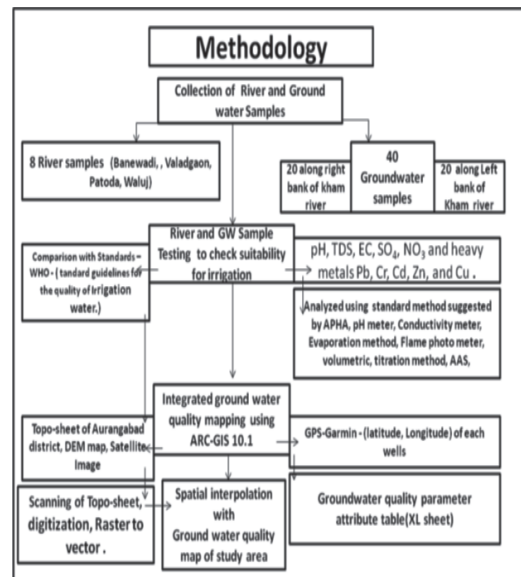 Methodology
Collection of River and Ground
water Samples
8 River samples (Banewadi, , Valadgaon,
Patoda, Waluj)
20 along right
bank of kham
river
40
Groundwater
samples
20 along Left
bank of
Kham river
River and GW Sample
Testing to check suitability
for irrigation
Comparison with Standards –
WHO - ( tandard guidelines for
the quality of Irrigation
water.)
pH, TDS, EC, SO4, NO3 and heavy
metals Pb, Cr, Cd, Zn, and Cu .
Analyzed using standard method suggested
by APHA, pH meter, Conductivity meter,
Evaporation method, Flame photo meter,
volumetric, titration method, AAS,
Integrated ground water
quality mapping using
ARC-GIS 10.1
Topo-sheet of Aurangabad
district, DEM map, Satellite
Image
GPS-Garmin - (latitude, Longitude) of each
wells
Scanning of Topo-sheet,
digitization, Raster to
vector .
Spatial interpolation
with
Ground water quality
map of study area
Groundwater quality parameter
attribute table(XL sheet)